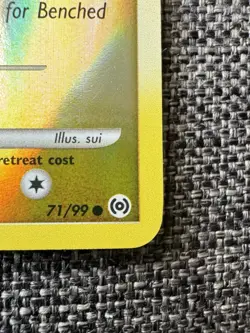 for Benched
Illus. sui
retreat cost
71/99